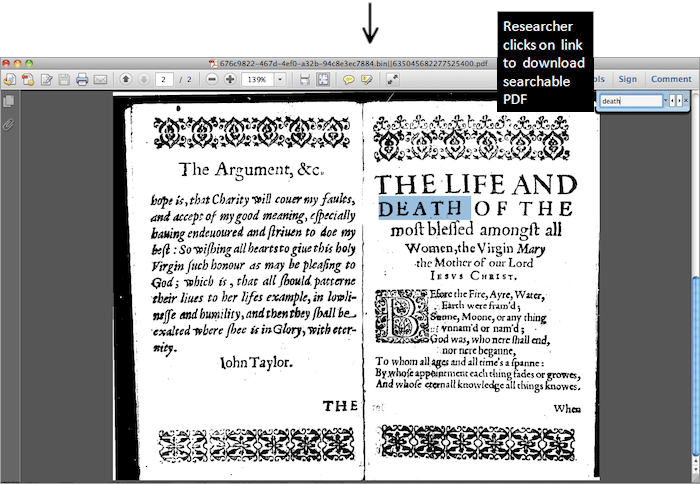 Researcher
clicks on link
to download
searchable
PDF
676c9822-467d-4ef0-a32b-94c8e3ec7884.bin||635045682277525400.pdf
2 / 2
139%
Sign
Comment
death
The Argument, &c.
hope is, that Charity will couer my faults,
and accept of my good meaning, eſpecially
hauing endeuoured and ſtriuen to doe my
beſt : So wiſhing all hearts to giue this holy
Virgin ſuch honour as may be pleaſing to
God; which is, that all ſhould patterne
their liues to her lifes example, in lowli-
neſſe and humility, and then they ſhall be
exalted where ſhee is in Glory, with eter-
nity.
Iohn Taylor.
THE
THE LIFE AND
DEATH OF THE
moſt bleſſed amongſt all
Women, the Virgin Mary
the Mother of our Lord
IESVS CHRIST.
BEfore the Fire, Ayre, Water,
Earth were fram'd;
Sunne, Moone, or any thing
vnnam'd or nam'd;
God was, who nere ſhall end,
nor nere beganne,
To whom all ages and all time's a ſpanne:
By whoſe appointment each thing fades or growes,
And whoſe eternall knowledge all things knowes.
When